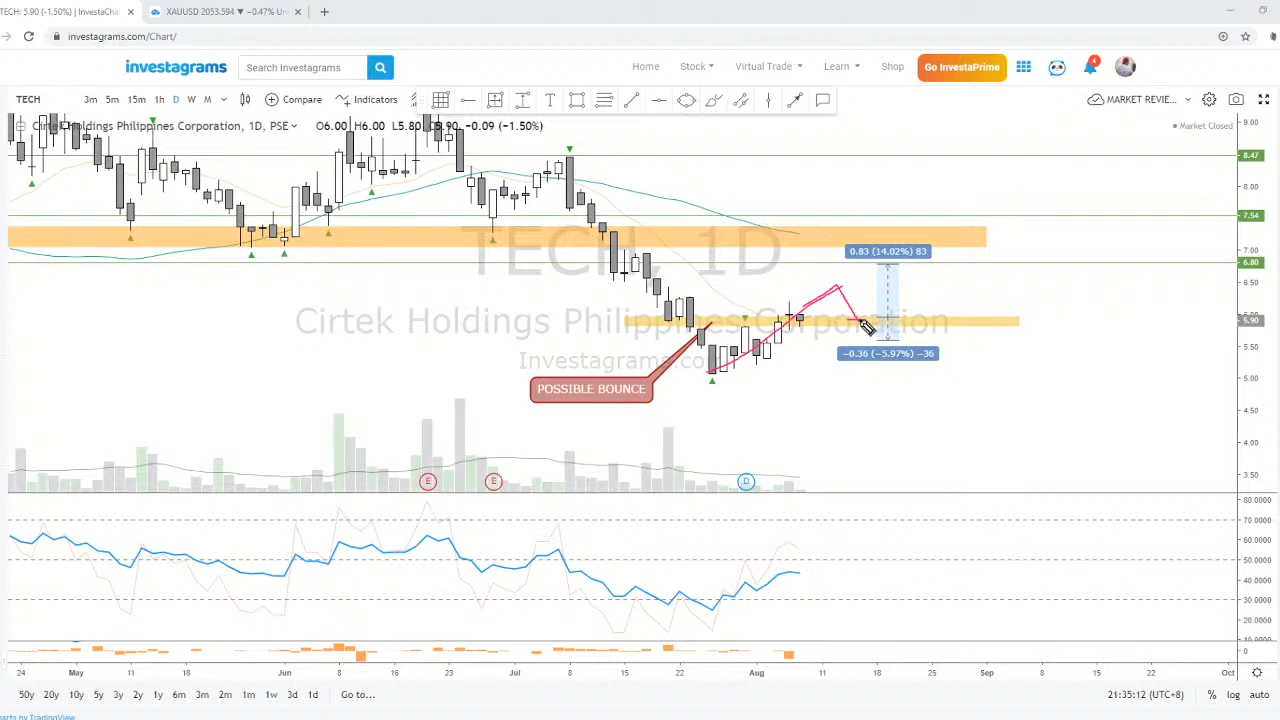 TECH: 5.90 (-1.50%) | InvestaCha
XAUUSD 2053.594 ▼ −0.47% Un
investagrams.com/Chart/
investagrams
Search Investagrams
Home
Stock
Virtual Trade
Learn
Shop
Go InvestaPrime
4
TECH
3m 5m 15m 1h D W M
Compare
Indicators
MARKET REVIE...
Cirtek Holdings Philippines Corporation, 1D, PSE
O6.00 H6.00 L5.80 C5.90 −0.09 (−1.50%)
Market Closed
9.00
8.47
8.00
7.54
7.00
6.80
6.50
6.00
5.90
5.50
5.00
4.50
4.00
3.50
TECH, 1D
Cirtek Holdings Philippines Corporation
Investagrams.com
0.83 (14.02%) 83
−0.36 (−5.97%) −36
POSSIBLE BOUNCE
E
E
D
80.0000
70.0000
60.0000
50.0000
40.0000
30.0000
20.0000
10.0000
0
24 May 11 18 Jun 8 16 23 Jul 8 15 22 Aug 11 18 25 Sep 8 15 22 Oct
50y 20y 10y 5y 3y 2y 1y 6m 3m 2m 1m 1w 3d 1d Go to...
21:35:12 (UTC+8)
% log auto
arts by TradingView